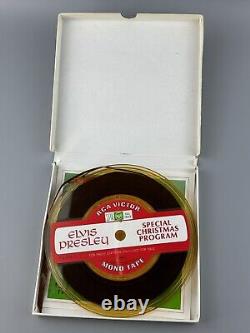 RCA VICTOR
ELVIS
PRESLEY
SPECIAL
CHRISTMAS
PROGRAM
MONO TAPE